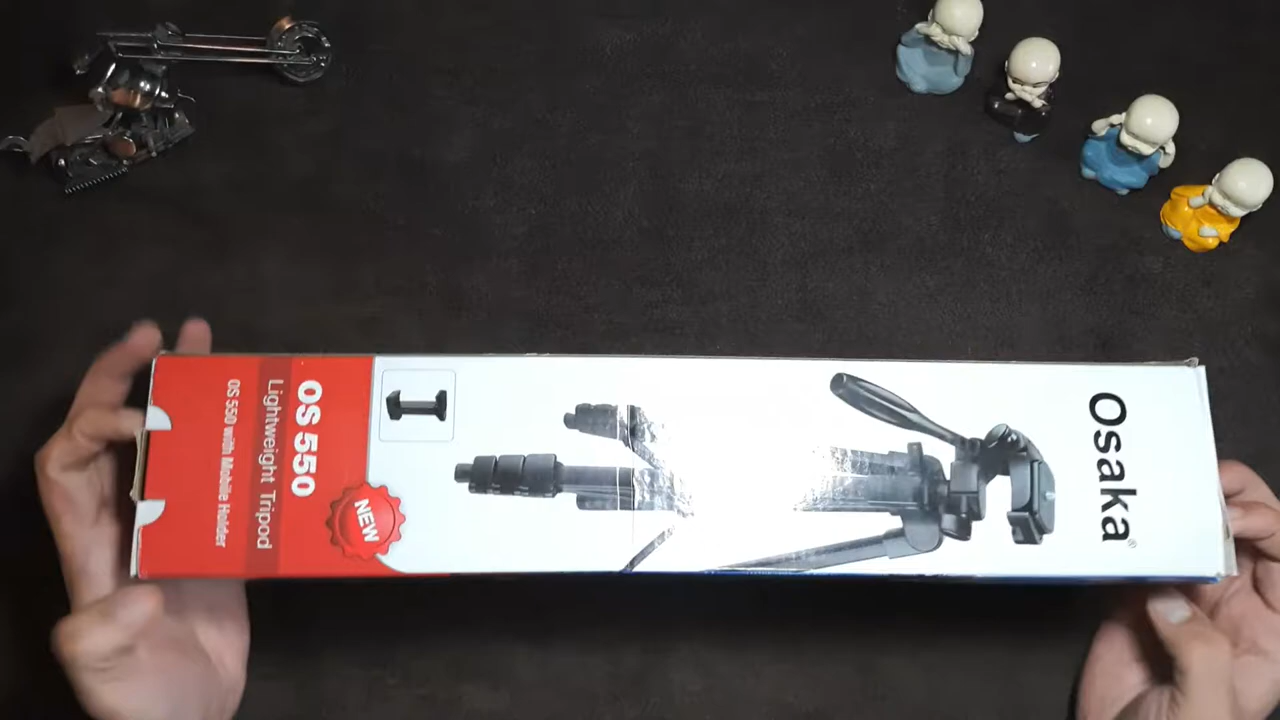 Osaka®
NEW
OS 550
Lightweight Tripod
OS 550 with Mobile Holder